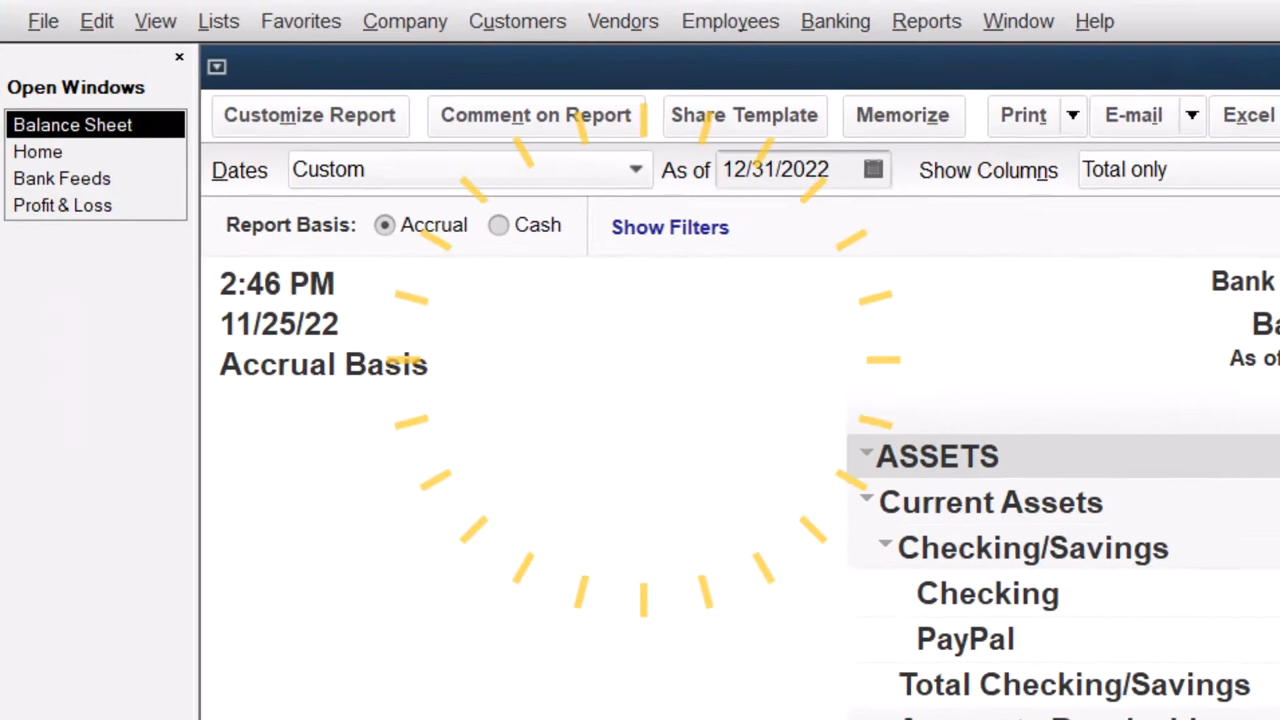 File Edit View Lists Favorites Company Customers Vendors Employees Banking Reports Window Help
Open Windows
Balance Sheet
Home
Bank Feeds
Profit & Loss
Customize Report Comment on Report Share Template Memorize Print E-mail Excel
Dates Custom As of 12/31/2022 Show Columns Total only
Report Basis: Accrual Cash Show Filters
2:46 PM
11/25/22
Accrual Basis
Bank
Ba
As of
ASSETS
Current Assets
Checking/Savings
Checking
PayPal
Total Checking/Savings